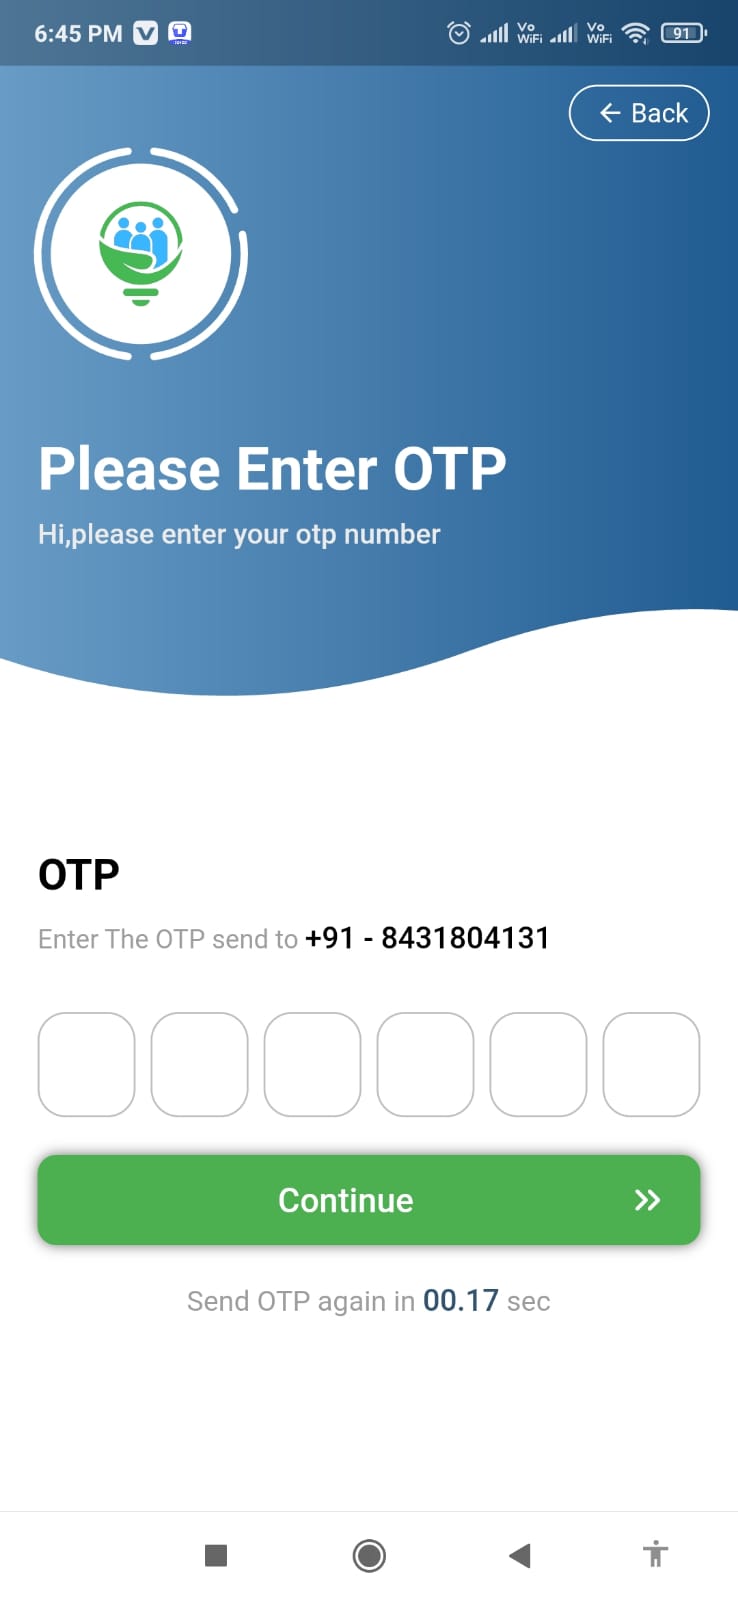 6:45 PM
Vo WiFi Vo WiFi 91
← Back
Please Enter OTP
Hi,please enter your otp number
OTP
Enter The OTP send to +91 - 8431804131
Continue
Send OTP again in 00.17 sec